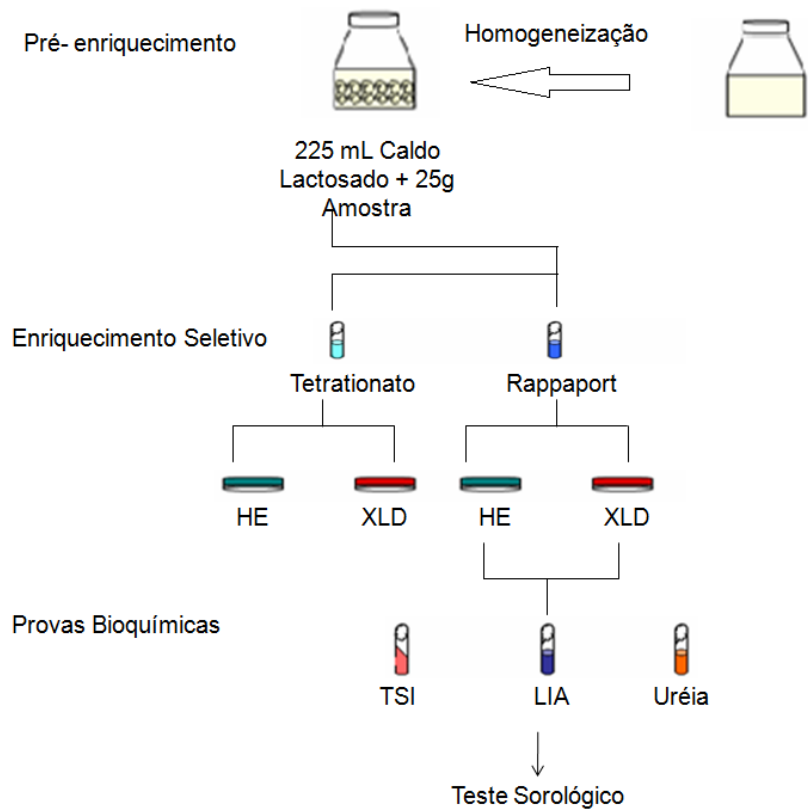 Pré- enriquecimento
Homogeneização
225 mL Caldo
Lactosado + 25g
Amostra
Enriquecimento Seletivo
Tetrationato
Rappaport
HE
XLD
HE
XLD
Provas Bioquímicas
TSI
LIA
Uréia
Teste Sorológico